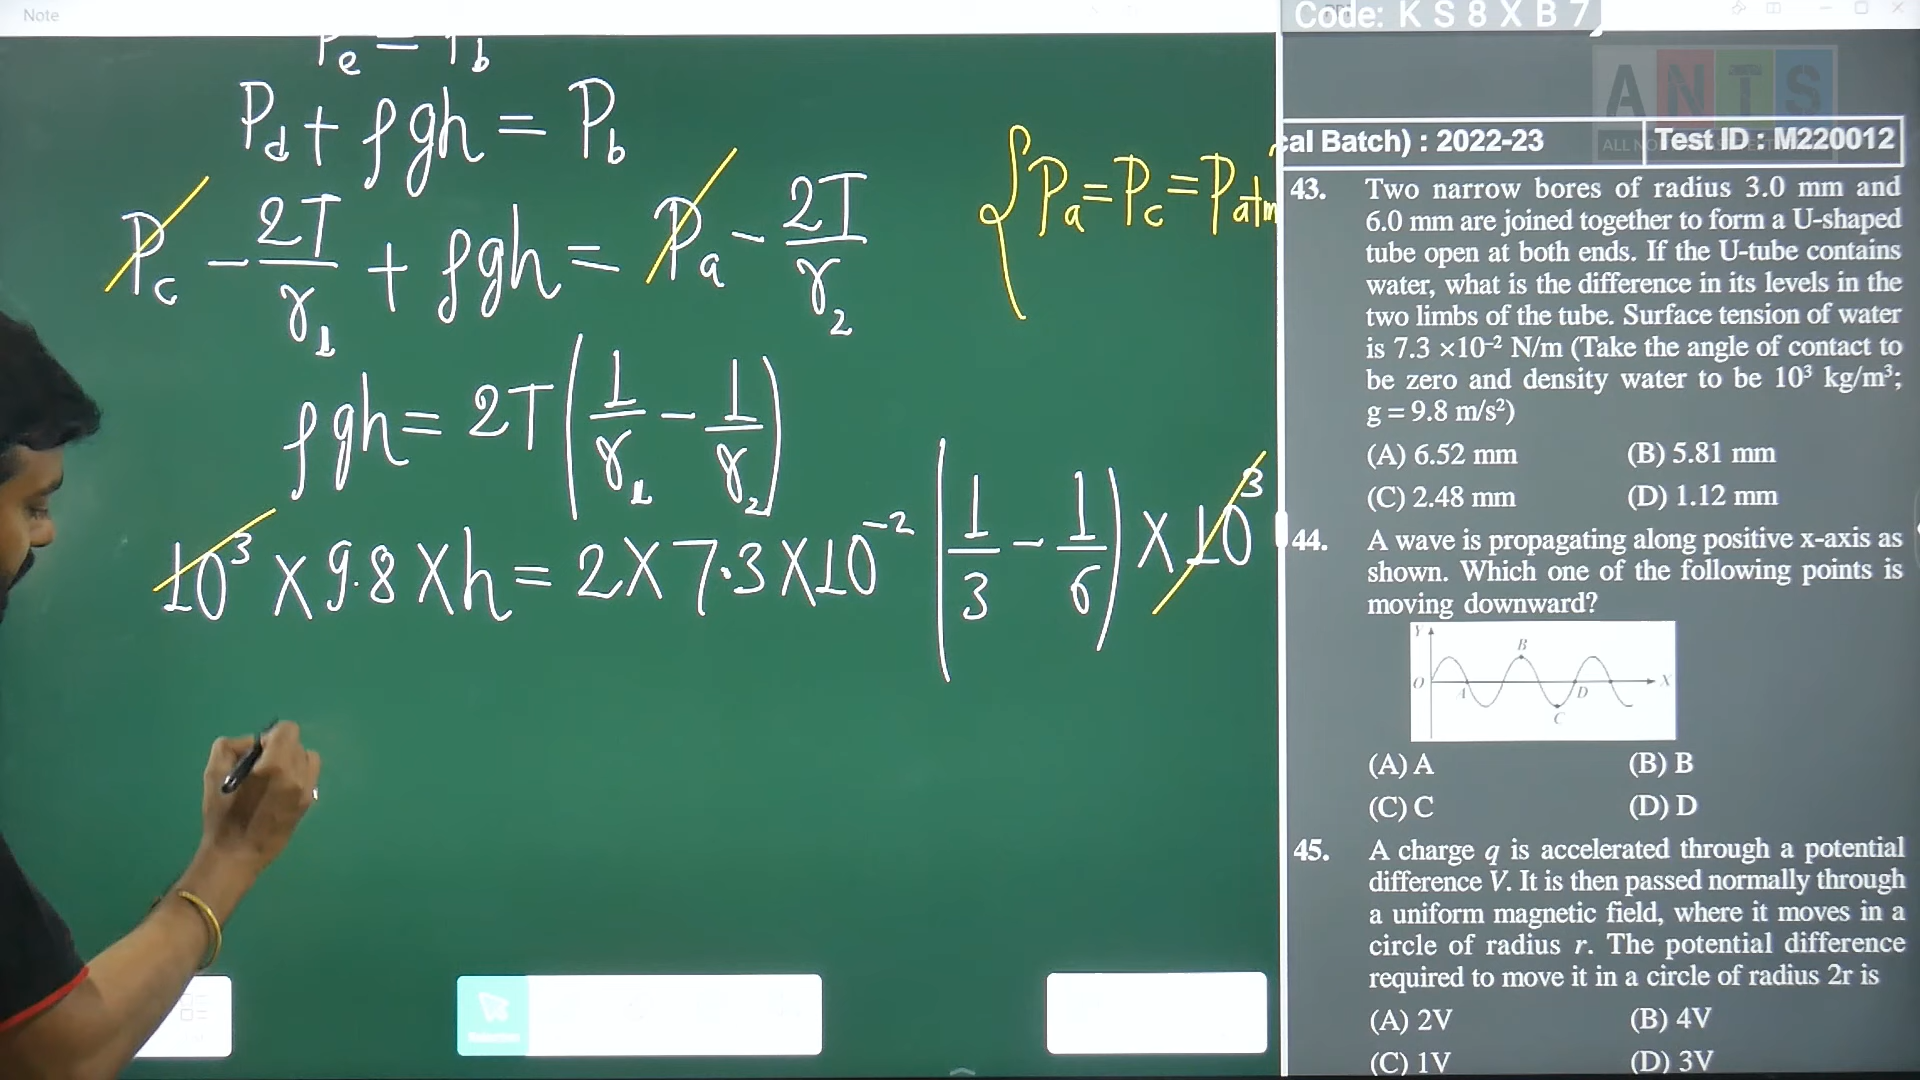 Note
Pe = Pb
Pd + ρgh = Pb
Pc - 2T/r1 + ρgh = Pa - 2T/r2
{ Pa = Pc = Patm
ρgh = 2T ( 1/r1 - 1/r2 )
10³ × 9.8 × h = 2 × 7.3 × 10⁻² ( 1/3 - 1/6 ) × 10³
Code: K S 8 X B 7
ANTS
cal Batch) : 2022-23 Test ID : M220012
43. Two narrow bores of radius 3.0 mm and
6.0 mm are joined together to form a U-shaped
tube open at both ends. If the U-tube contains
water, what is the difference in its levels in the
two limbs of the tube. Surface tension of water
is 7.3 ×10⁻² N/m (Take the angle of contact to
be zero and density water to be 10³ kg/m³;
g = 9.8 m/s²)
(A) 6.52 mm (B) 5.81 mm
(C) 2.48 mm (D) 1.12 mm
44. A wave is propagating along positive x-axis as
shown. Which one of the following points is
moving downward?
Y
B
O A D X
C
(A) A (B) B
(C) C (D) D
45. A charge q is accelerated through a potential
difference V. It is then passed normally through
a uniform magnetic field, where it moves in a
circle of radius r. The potential difference
required to move it in a circle of radius 2r is
(A) 2V (B) 4V
(C) 1V (D) 3V